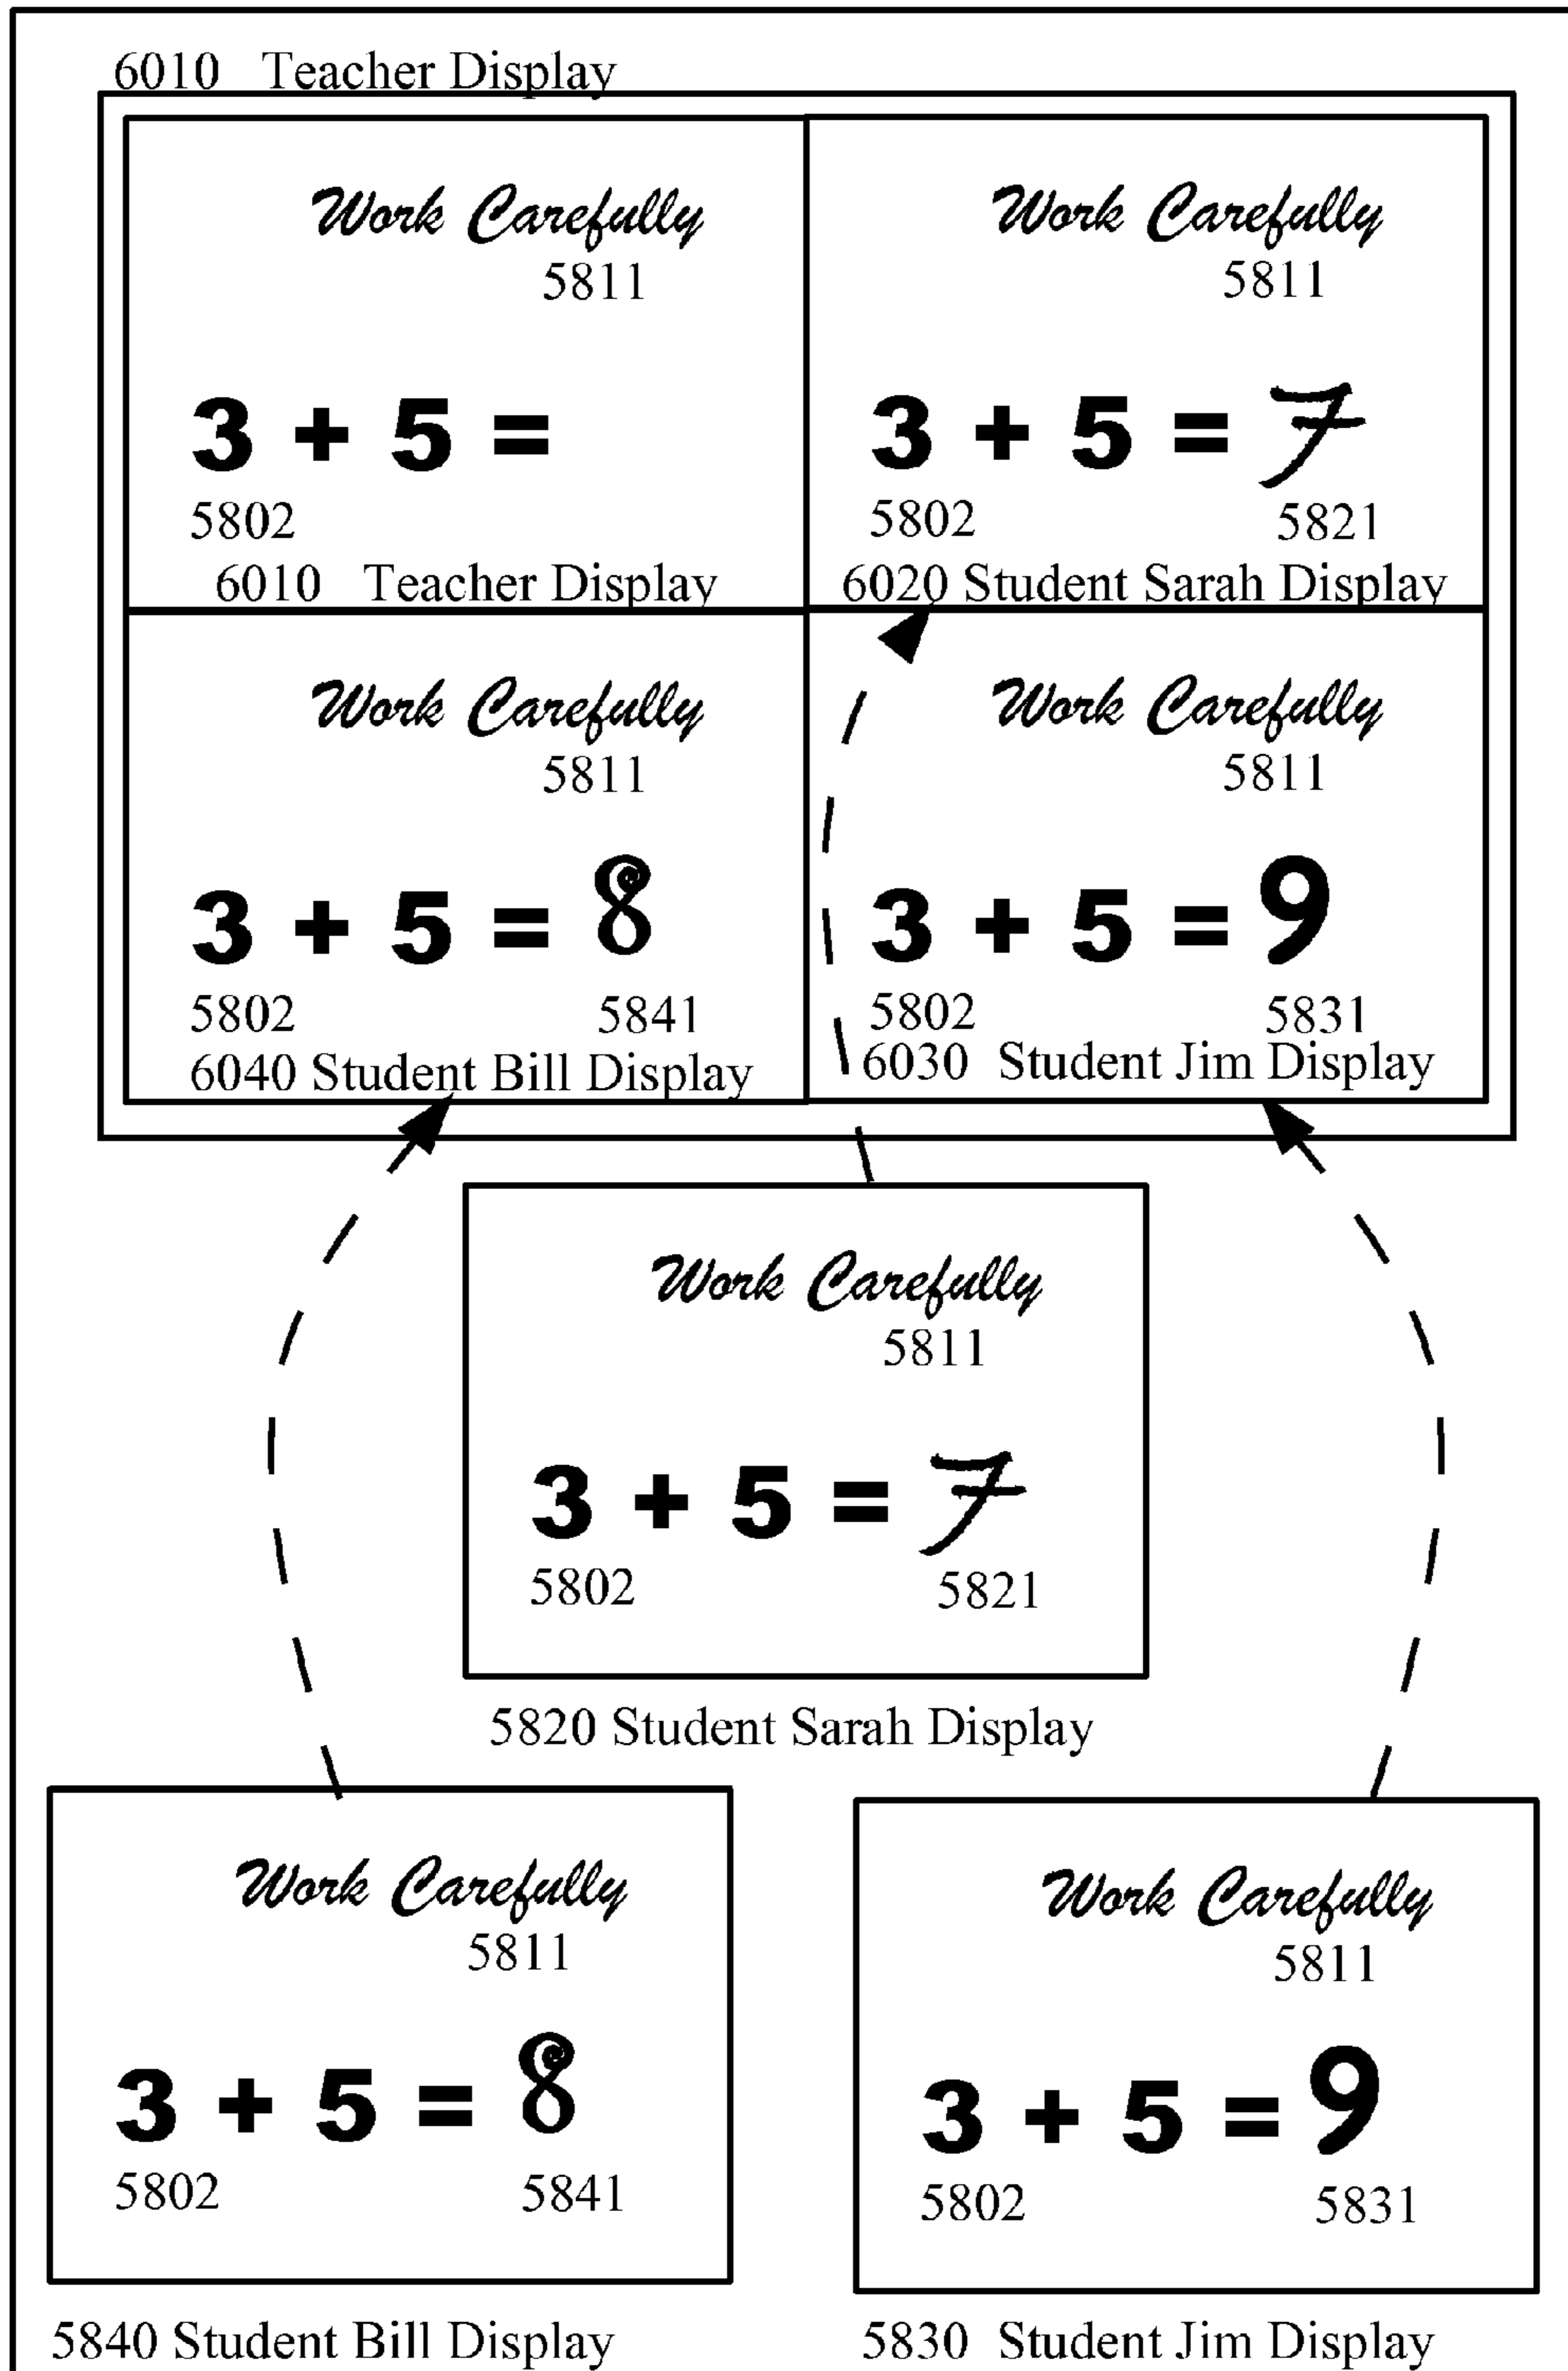 6010 Teacher Display
Work Carefully
5811
3 + 5 =
5802
6010 Teacher Display
Work Carefully
5811
3 + 5 = 7
5802 5821
6020 Student Sarah Display
Work Carefully
5811
3 + 5 = 8
5802 5841
6040 Student Bill Display
Work Carefully
5811
3 + 5 = 9
5802 5831
6030 Student Jim Display
Work Carefully
5811
3 + 5 = 7
5802 5821
5820 Student Sarah Display
Work Carefully
5811
3 + 5 = 8
5802 5841
5840 Student Bill Display
Work Carefully
5811
3 + 5 = 9
5802 5831
5830 Student Jim Display